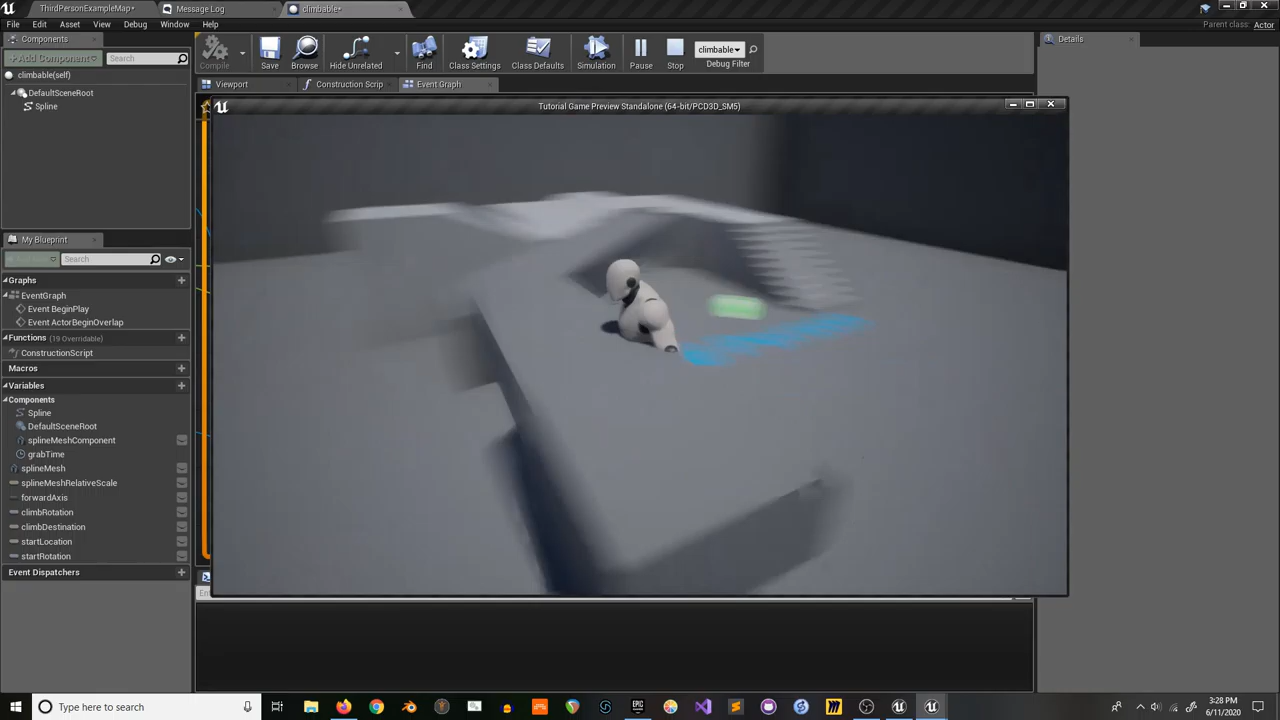 ThirdPersonExampleMap*
Message Log
climbable*
File Edit Asset View Debug Window Help
Parent class: Actor
Components
+ Add Component
Search
climbable(self)
DefaultSceneRoot
Spline
Compile
Save
Browse
Hide Unrelated
Find
Class Settings
Class Defaults
Simulation
Pause
Stop
climbable
Debug Filter
Details
Viewport
Construction Scrip
Event Graph
Tutorial Game Preview Standalone (64-bit/PCD3D_SM5)
My Blueprint
Search
Graphs
EventGraph
Event BeginPlay
Event ActorBeginOverlap
Functions (19 Overridable)
ConstructionScript
Macros
Variables
Components
Spline
DefaultSceneRoot
splineMeshComponent
grabTime
splineMesh
splineMeshRelativeScale
forwardAxis
climbRotation
climbDestination
startLocation
startRotation
Event Dispatchers
Type here to search
3:28 PM
6/11/2020